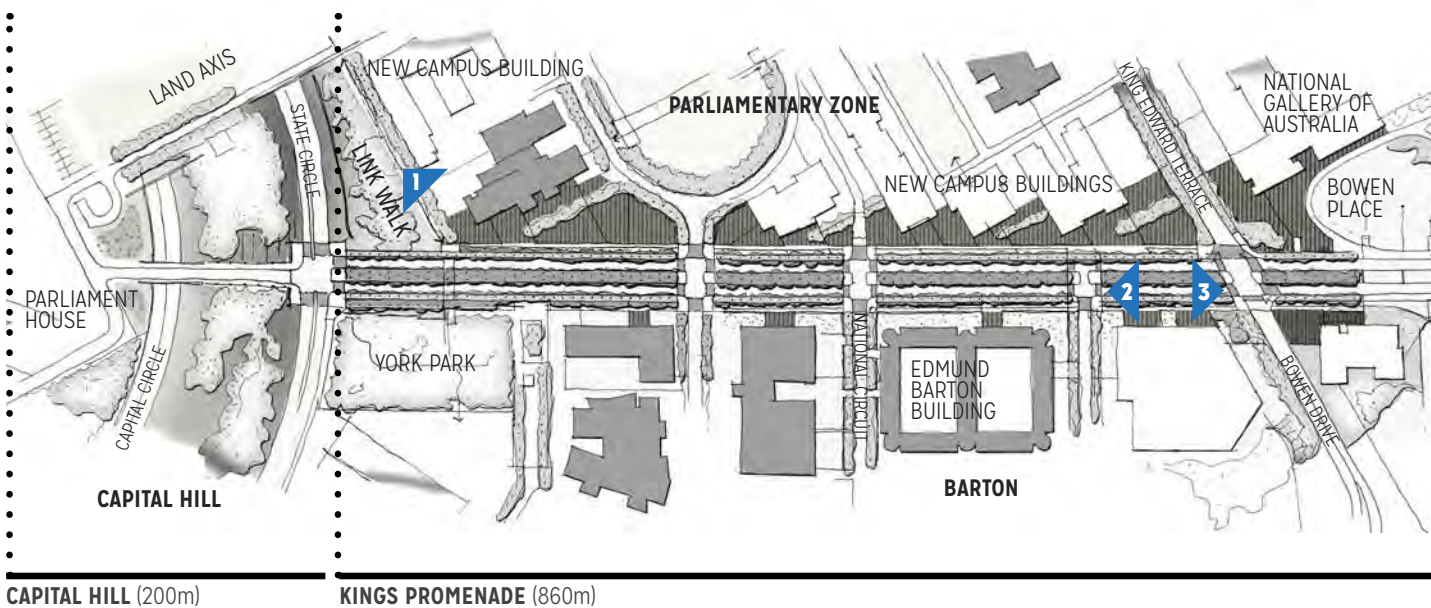 LAND AXIS
NEW CAMPUS BUILDING
PARLIAMENTARY ZONE
KING EDWARD TERRACE
NATIONAL
GALLERY OF
AUSTRALIA
STATE CIRCLE
LINK WALK
1
NEW CAMPUS BUILDINGS
BOWEN
PLACE
PARLIAMENT
HOUSE
2
3
CAPITAL CIRCLE
YORK PARK
NATIONAL CIRCUIT
EDMUND
BARTON
BUILDING
BOWEN DRIVE
CAPITAL HILL
BARTON
CAPITAL HILL (200m)
KINGS PROMENADE (860m)